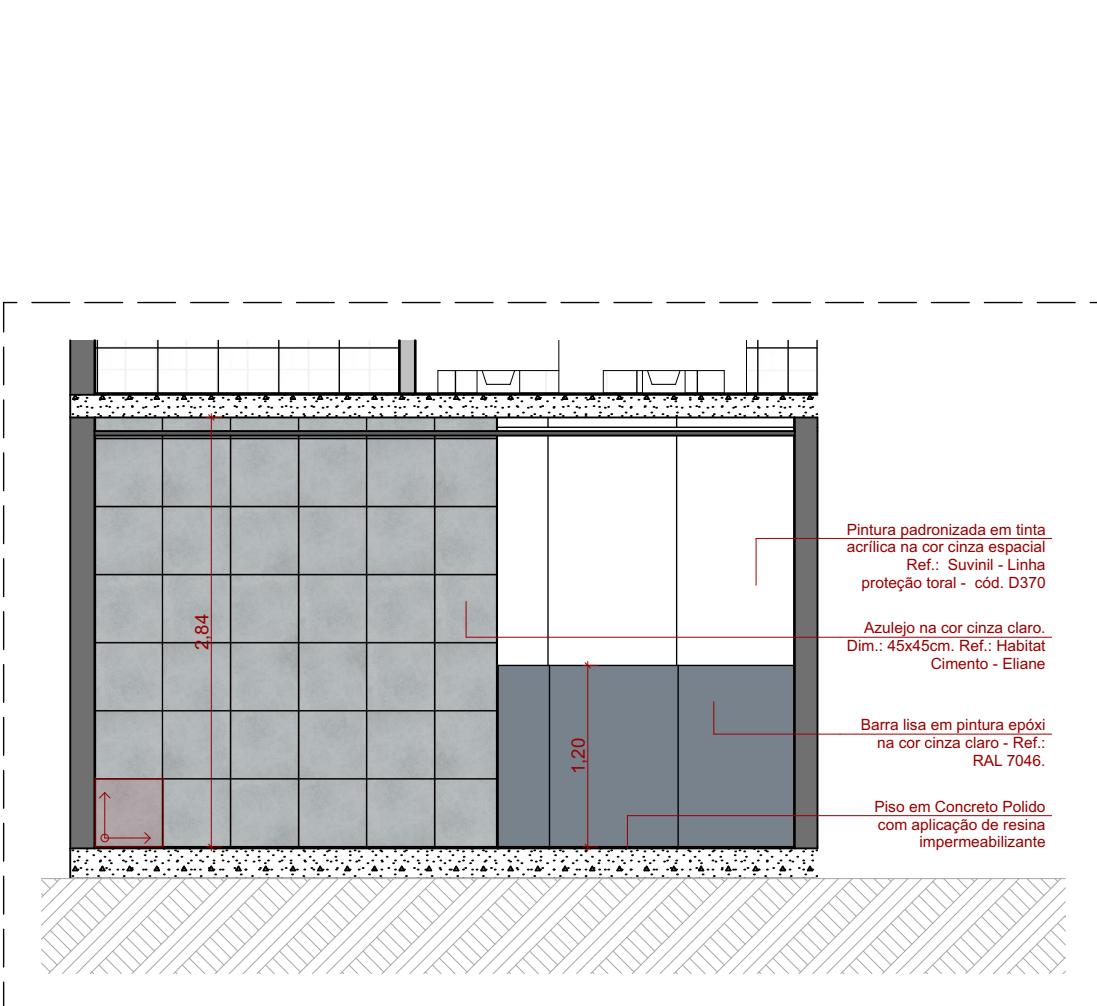 Pintura padronizada em tinta
acrílica na cor cinza espacial
Ref.: Suvinil - Linha
proteção toral - cód. D370
2,84
Azulejo na cor cinza claro.
Dim.: 45x45cm. Ref.: Habitat
Cimento - Eliane
1,20
Barra lisa em pintura epóxi
na cor cinza claro - Ref.:
RAL 7046.
Piso em Concreto Polido
com aplicação de resina
impermeabilizante